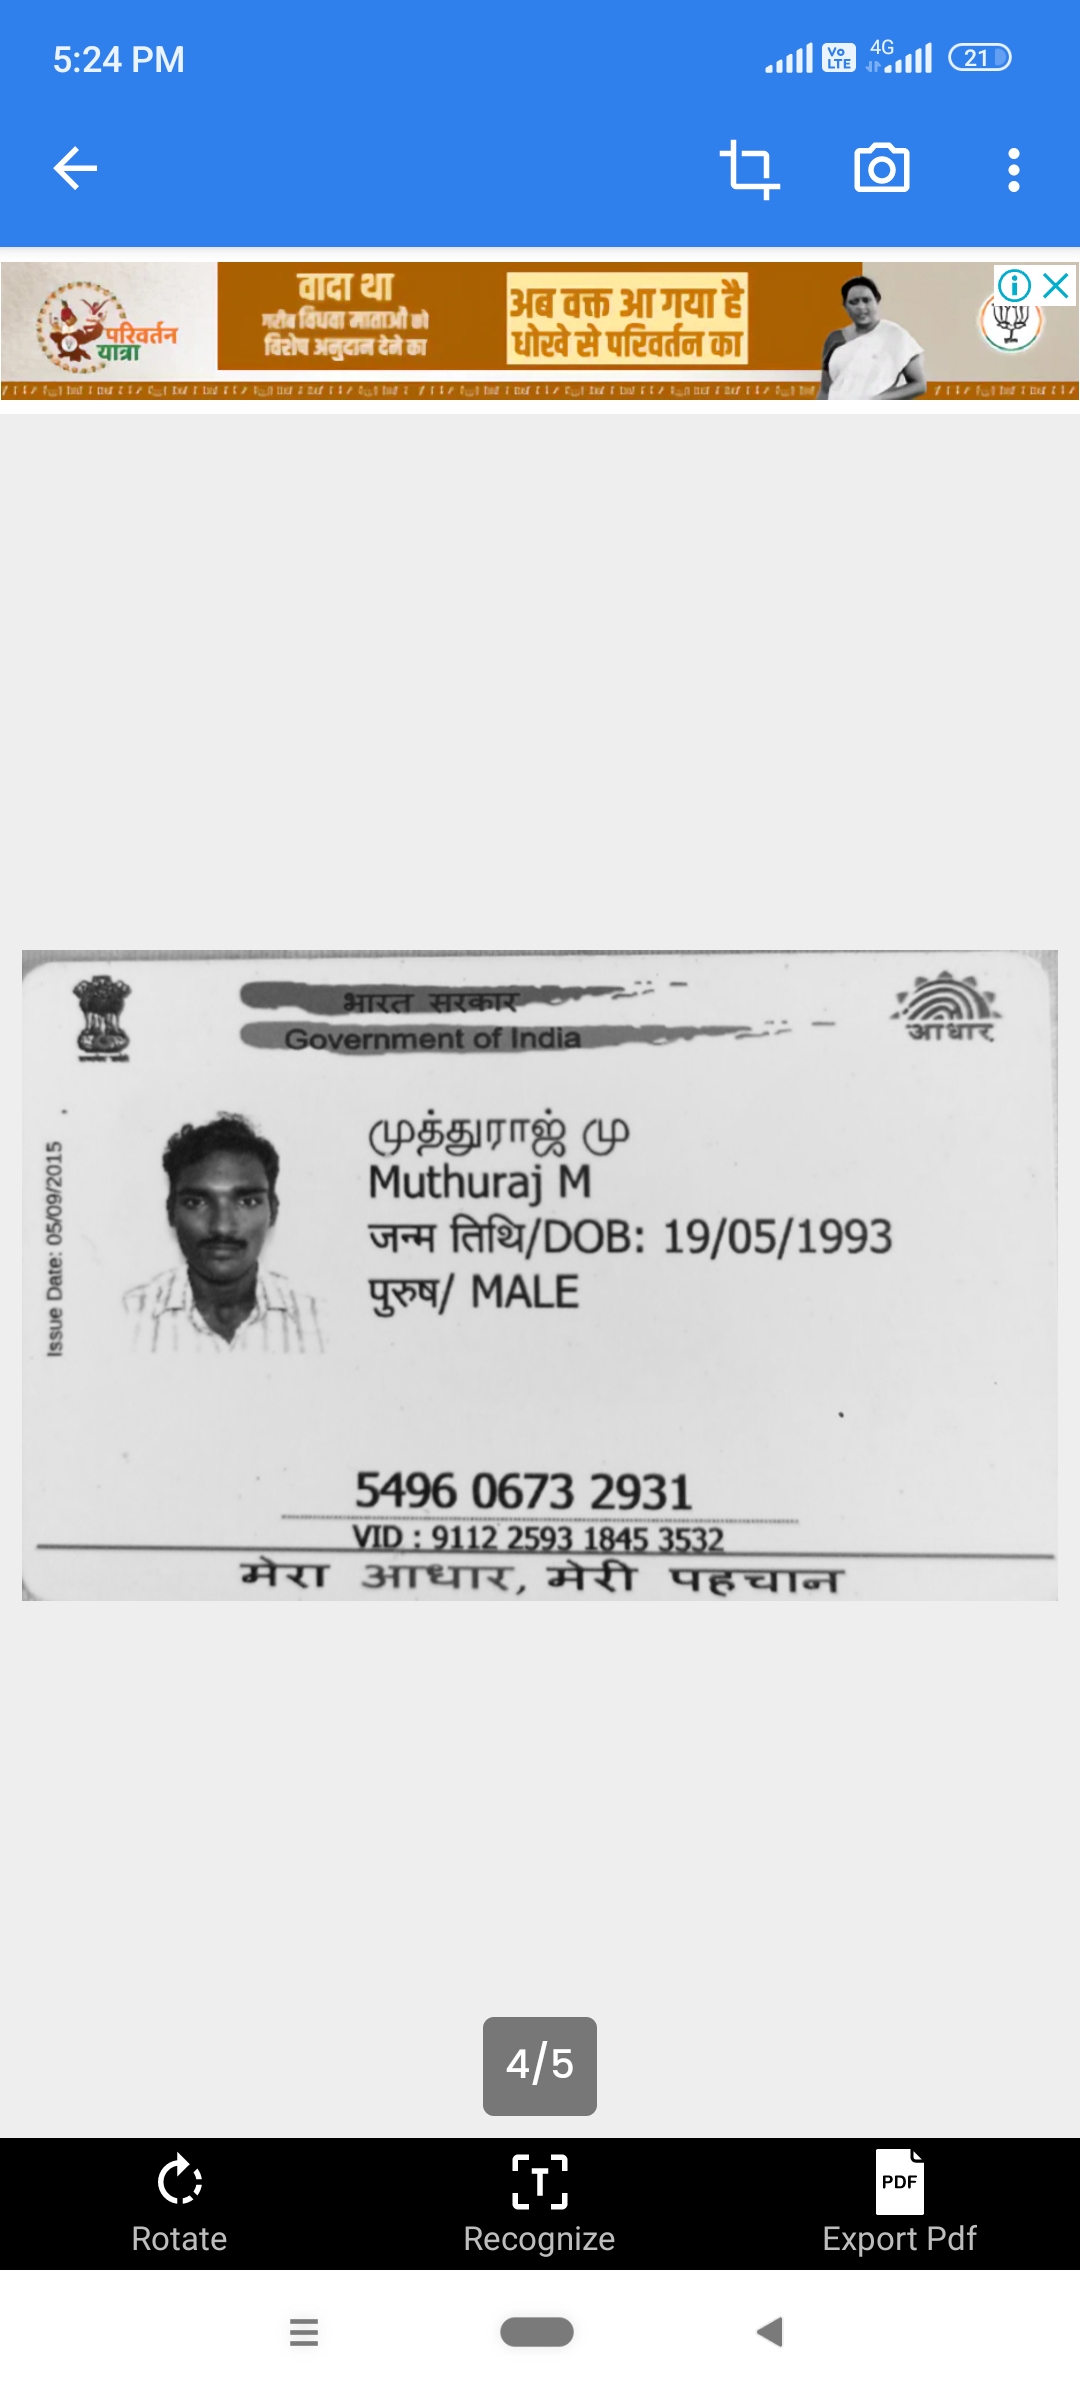 5:24 PM
Vo LTE
4G
21
परिवर्तन
यात्रा
वादा था
गरीब विधवा माताओं को
विशेष अनुदान देने का
अब वक्त आ गया है
धोखे से परिवर्तन का
भारत सरकार
Government of India
आधार
Issue Date: 05/09/2015
முத்துராஜ் மு
Muthuraj M
जन्म तिथि/DOB: 19/05/1993
पुरुष/ MALE
5496 0673 2931
VID : 9112 2593 1845 3532
मेरा आधार, मेरी पहचान
4/5
T
PDF
Rotate
Recognize
Export Pdf